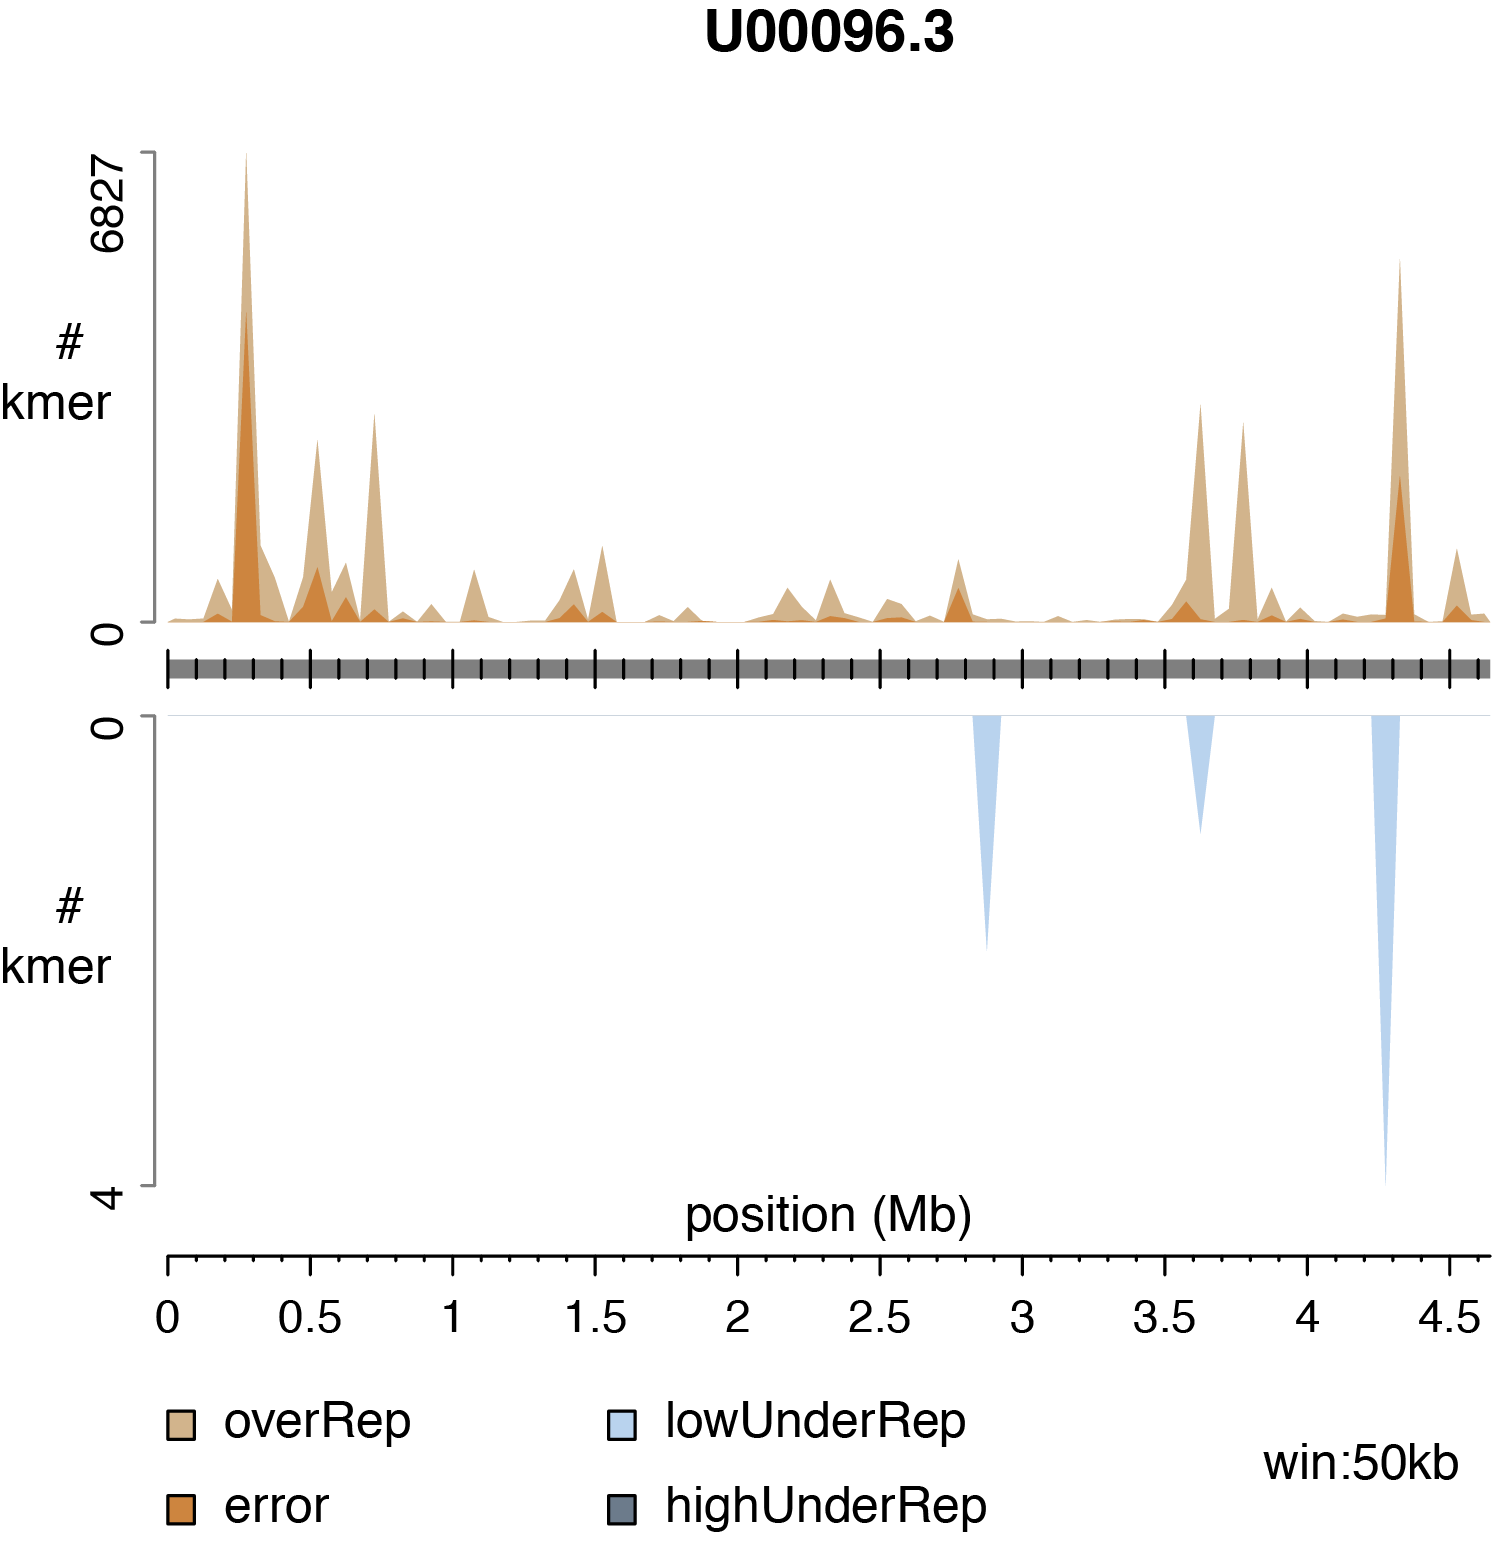 U00096.3
6827
#
kmer
0
0
#
kmer
4
position (Mb)
0 0.5 1 1.5 2 2.5 3 3.5 4 4.5
overRep lowUnderRep
win:50kb
error highUnderRep